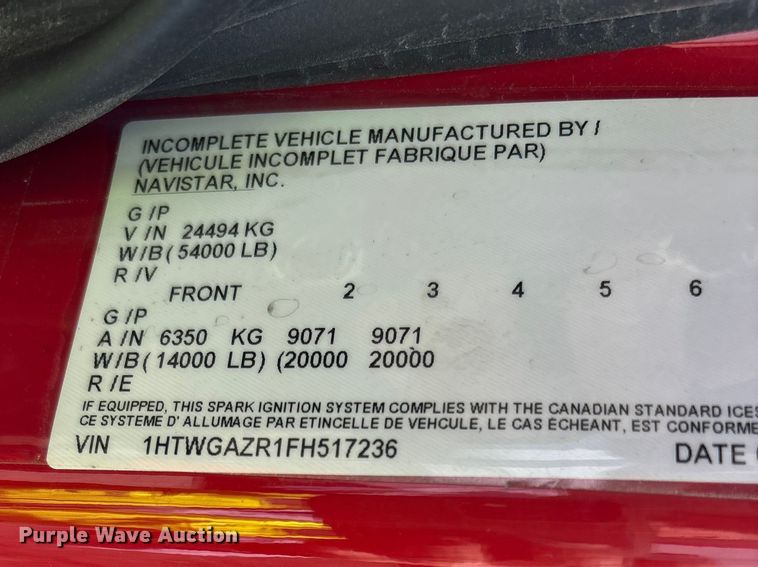 INCOMPLETE VEHICLE MANUFACTURED BY /
(VEHICULE INCOMPLET FABRIQUE PAR)
NAVISTAR, INC.
G /P
V /N 24494 KG
W/B ( 54000 LB)
R /V
FRONT 2 3 4 5 6
G /P
A /N 6350 KG 9071 9071
W/B ( 14000 LB) (20000 20000
R /E
IF EQUIPPED, THIS SPARK IGNITION SYSTEM COMPLIES WITH THE CANADIAN STANDARD ICES
CE SYSTEME D' ALLUMAGE PAR ETINCELLE DE VEHCULE, LE CAS ÉCHEANT, EST CONFORME
VIN 1HTWGAZR1FH517236 DATE
Purple Wave Auction